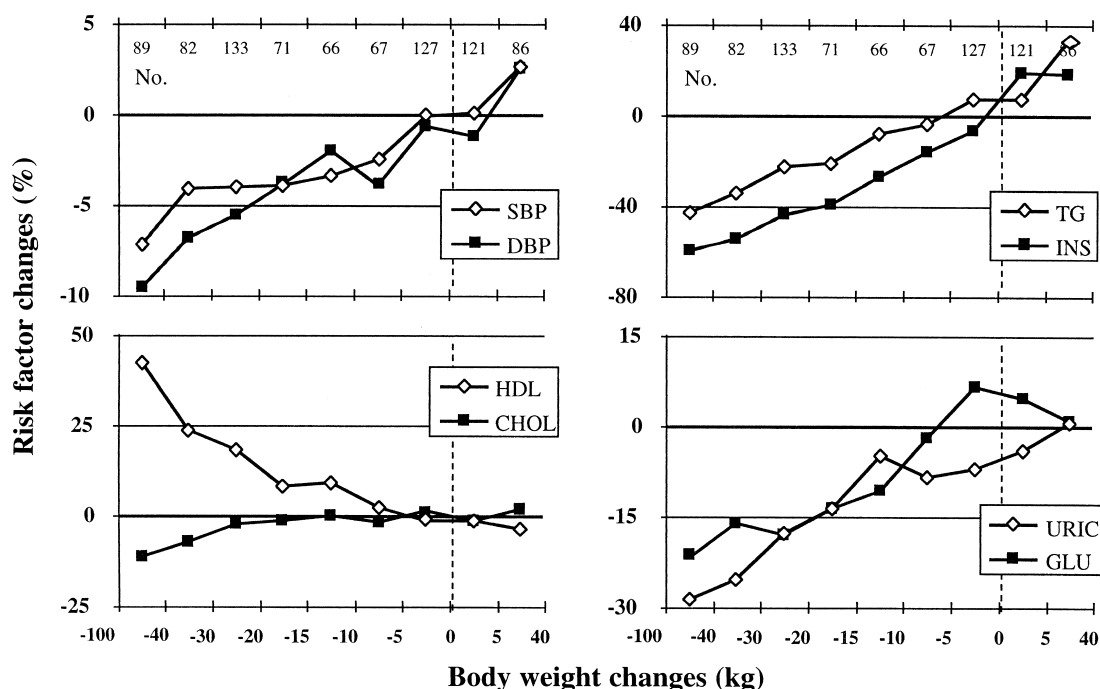 Risk factor changes (%)
5
0
-5
-10
89 82 133 71 66 67 127 121 86
No.
SBP
DBP
40
0
-40
-80
89 82 133 71 66 67 127 121 86
No.
TG
INS
50
25
0
-25
HDL
CHOL
-100 -40 -30 -20 -15 -10 -5 0 5 40
15
0
-15
-30
URIC
GLU
-100 -40 -30 -20 -15 -10 -5 0 5 40
Body weight changes (kg)